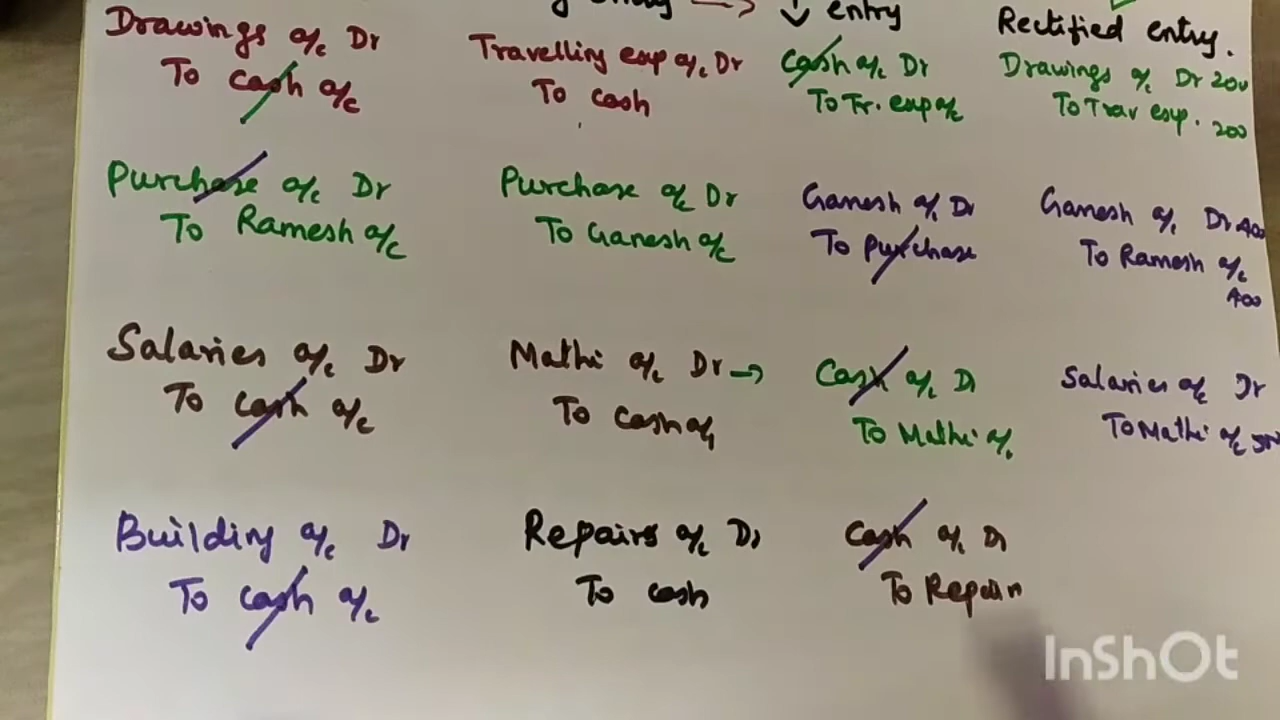 entry → ↓ entry
Rectified entry.
Drawings a/c Dr
To cash a/c
Travelling exp a/c Dr
To cash
Cash a/c Dr
To Tr. exp a/c
Drawings a/c Dr 200
To Trav exp. 200
Purchase a/c Dr
To Ramesh a/c
Purchase a/c Dr
To Ganesh a/c
Ganesh a/c Dr
To Purchase
Ganesh a/c Dr 400
To Ramesh a/c
400
Salaries a/c Dr
To cash a/c
Mathi a/c Dr →
To cash a/c
Cash a/c Dr
To Mathi a/c
Salaries a/c Dr
To Mathi a/c
Building a/c Dr
To cash a/c
Repairs a/c Dr
To cash
Cash a/c Dr
To Repairs
InShOt